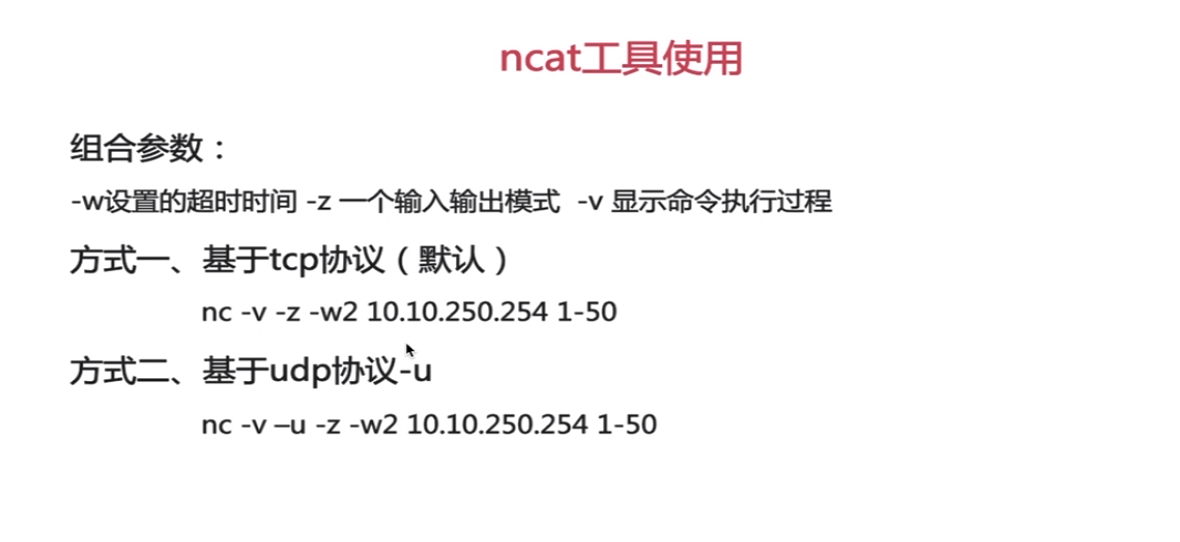 ncat工具使用
组合参数：
-w设置的超时时间 -z 一个输入输出模式 -v 显示命令执行过程
方式一、基于tcp协议（默认）
nc -v -z -w2 10.10.250.254 1-50
方式二、基于udp协议-u
nc -v –u -z -w2 10.10.250.254 1-50